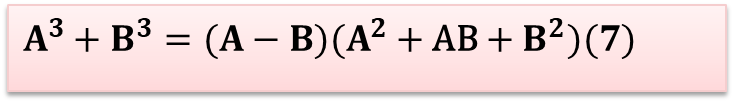 A³ + B³ = (A − B)(A² + AB + B²)(7)